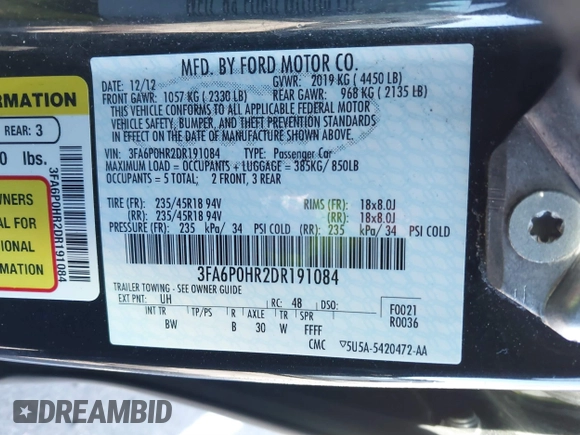 MFD. BY FORD MOTOR CO.
12/12 GVWR: 2019 KG ( 4450 LB)
FRONT GAWR: 1057 KG ( 2330 LB) REAR GAWR: 968 KG ( 2135 LB)
THIS VEHICLE CONFORMS TO ALL APPLICABLE FEDERAL MOTOR
VEHICLE SAFETY, BUMPER, AND THEFT PREVENTION STANDARDS
IN EFFECT ON THE DATE OF MANUFACTURE SHOWN ABOVE.
VIN: 3FA6P0HR2DR191084 TYPE: Passenger Car
MAXIMUM LOAD = OCCUPANTS + LUGGAGE = 385KG/ 850LB
OCCUPANTS = 5 TOTAL; 2 FRONT, 3 REAR
TIRE (FR): 235/45R18 94V RIMS (FR): 18x8.0J
(RR): 235/45R18 94V (RR): 18x8.0J
PRESSURE (FR): 235 kPa/ 34 PSI COLD (RR): 235 kPa/ 34 PSI COLD
3FA6P0HR2DR191084
TRAILER TOWING - SEE OWNER GUIDE
EXT PNT: UH RC: 48 DSO: F0021
R0036
INT TR TP/PS R AXLE TR SPR
BW B 30 W FFFF
CMC 5U5A-5420472-AA
ORMATION
REAR: 3
0 lbs.
WNERS
UAL FOR
TIONAL
MATION
3FA6P0HR2DR191084
DREAMBID